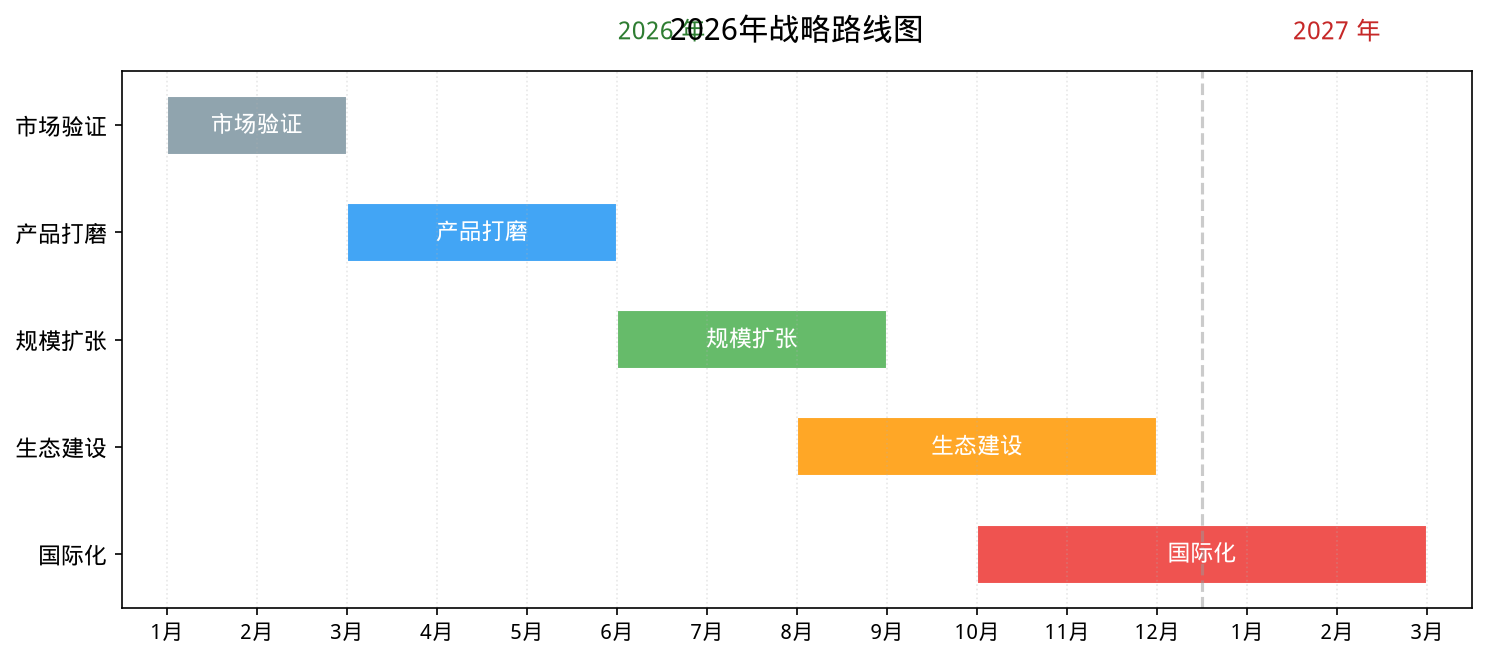 2026 年
2026年战略路线图
2027 年
市场验证
市场验证
产品打磨
产品打磨
规模扩张
规模扩张
生态建设
生态建设
国际化
国际化
1月 2月 3月 4月 5月 6月 7月 8月 9月 10月 11月 12月 1月 2月 3月